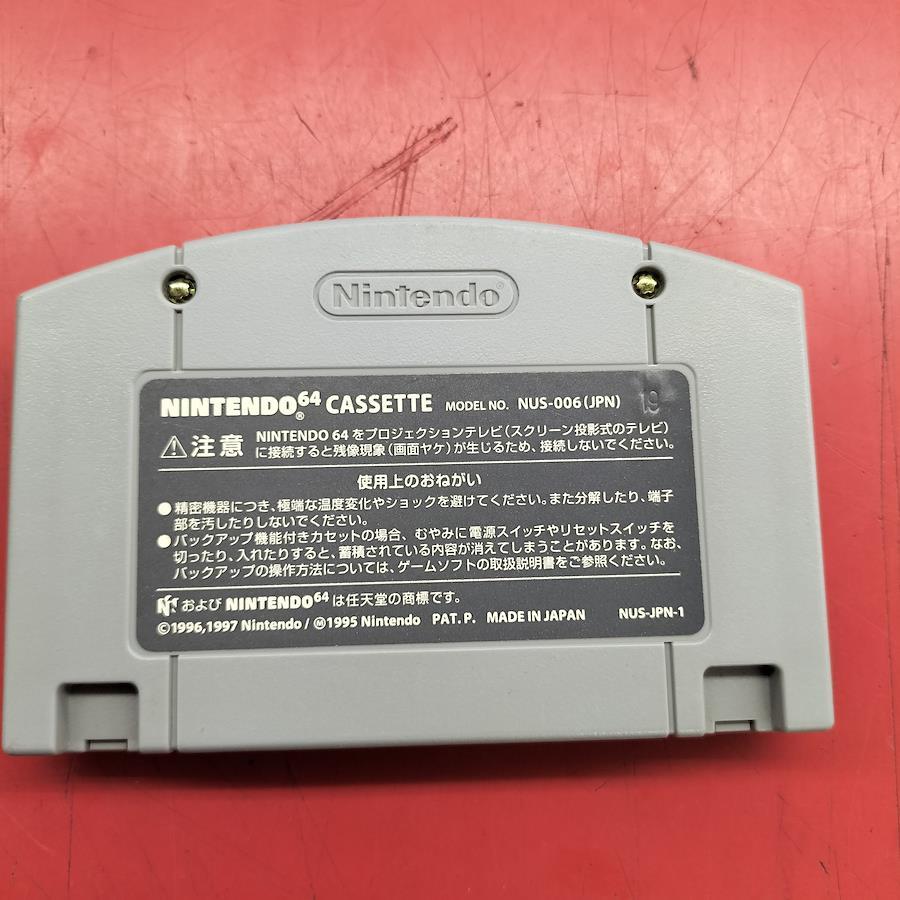 Nintendo®
NINTENDO®64 CASSETTE MODEL NO. NUS-006(JPN) 19
⚠注意 NINTENDO 64をプロジェクションテレビ(スクリーン投影式のテレビ)
に接続すると残像現象(画面ヤケ)が生じるため、接続しないでください。
使用上のおねがい
●精密機器につき、極端な温度変化やショックを避けてください。また分解したり、端子
部を汚したりしないでください。
●バックアップ機能付きカセットの場合、むやみに電源スイッチやリセットスイッチを
切ったり、入れたりすると、蓄積されている内容が消えてしまうことがあります。なお、
バックアップの操作方法については、ゲームソフトの取扱説明書をご参照ください。
および NINTENDO64は任天堂の商標です。
©1996,1997 Nintendo/Ⓜ1995 Nintendo PAT. P. MADE IN JAPAN NUS-JPN-1